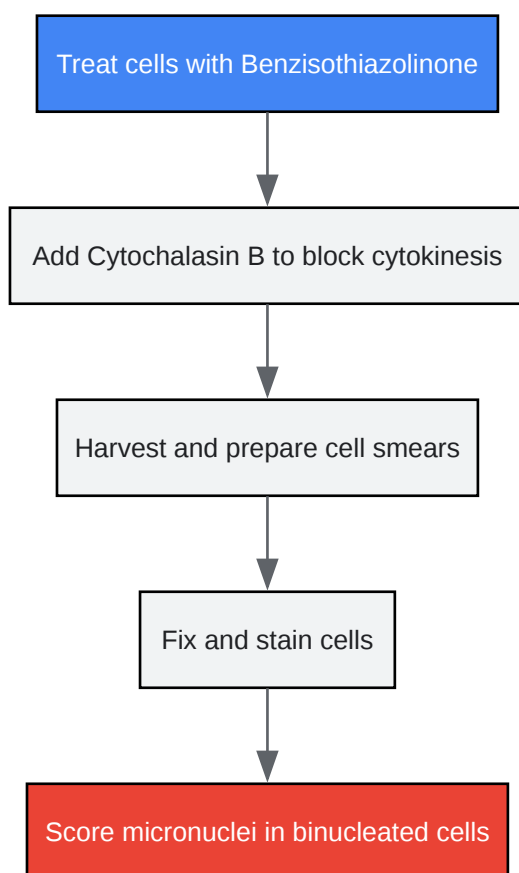 Treat cells with Benzisothiazolinone
Add Cytochalasin B to block cytokinesis
Harvest and prepare cell smears
Fix and stain cells
Score micronuclei in binucleated cells